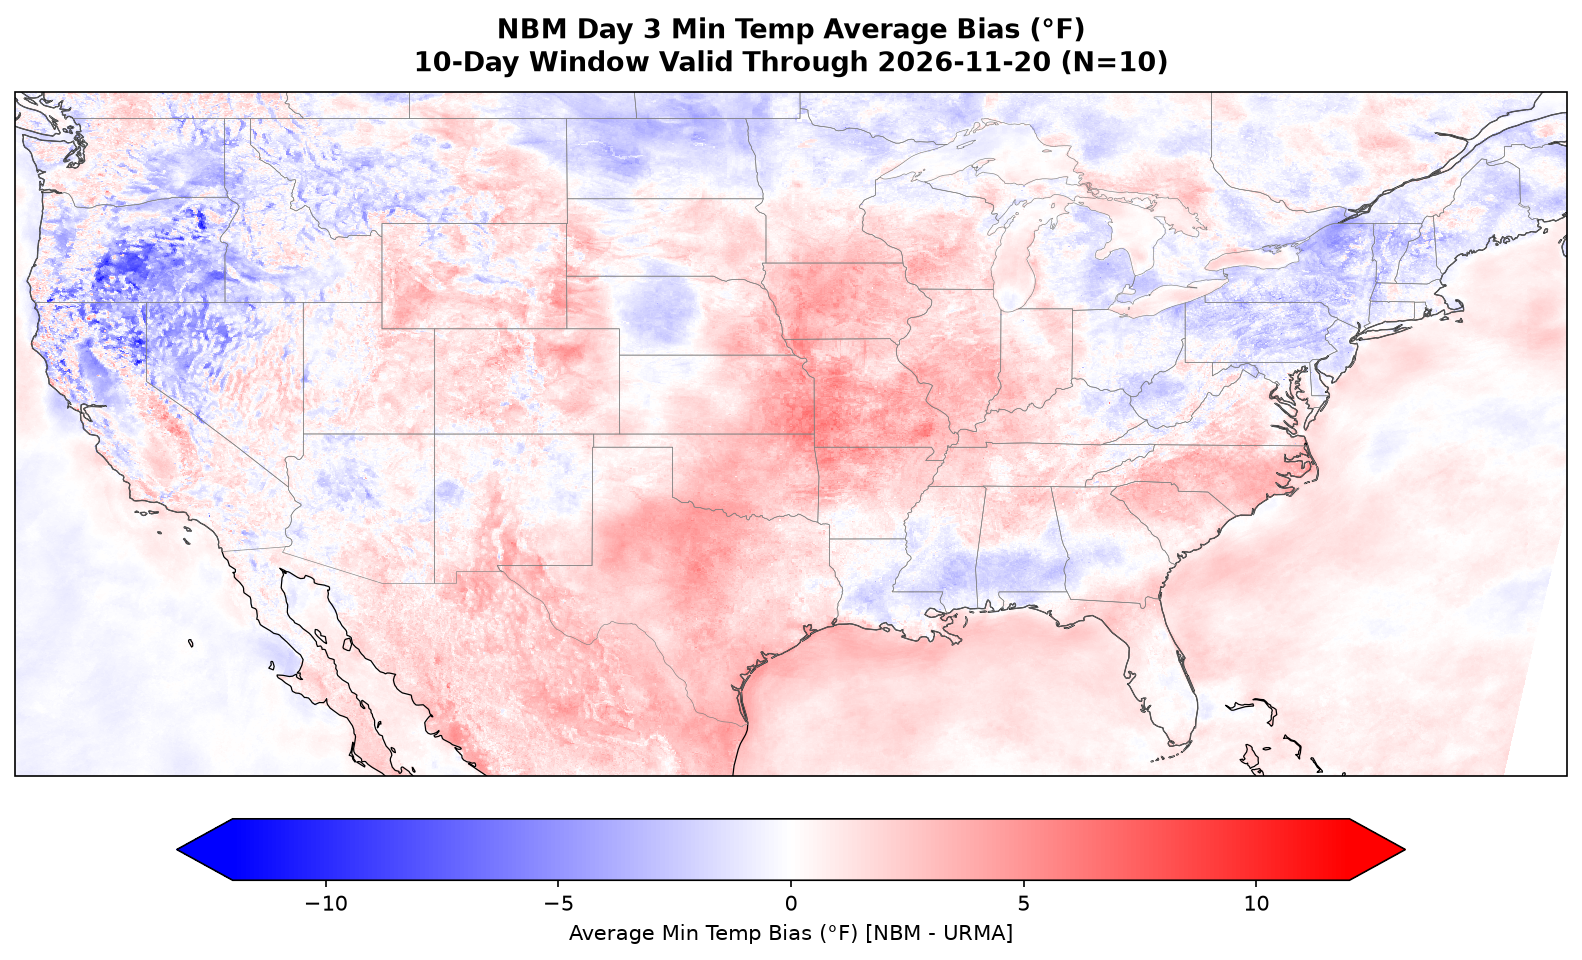 NBM Day 3 Min Temp Average Bias (°F)
10-Day Window Valid Through 2026-11-20 (N=10)
−10 −5 0 5 10
Average Min Temp Bias (°F) [NBM - URMA]